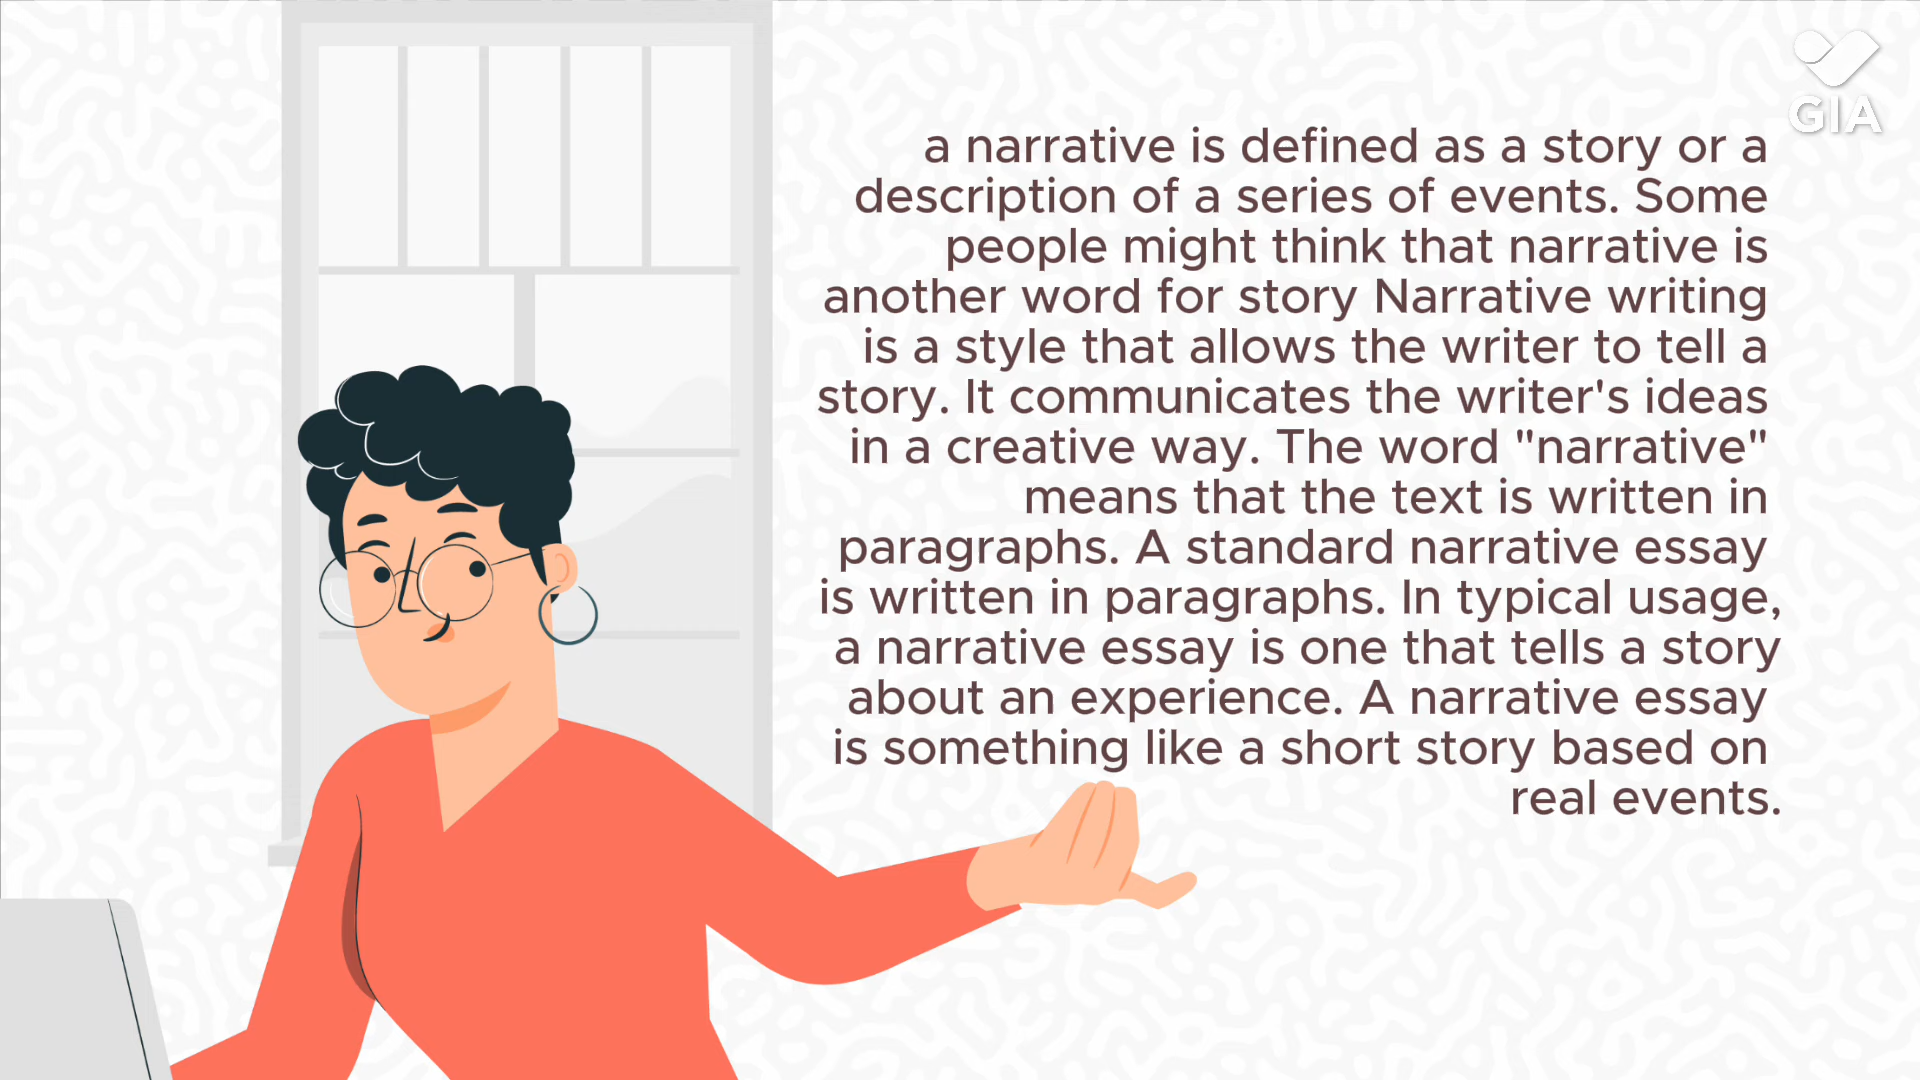 GIA
a narrative is defined as a story or a
description of a series of events. Some
people might think that narrative is
another word for story Narrative writing
is a style that allows the writer to tell a
story. It communicates the writer's ideas
in a creative way. The word "narrative"
means that the text is written in
paragraphs. A standard narrative essay
is written in paragraphs. In typical usage,
a narrative essay is one that tells a story
about an experience. A narrative essay
is something like a short story based on
real events.